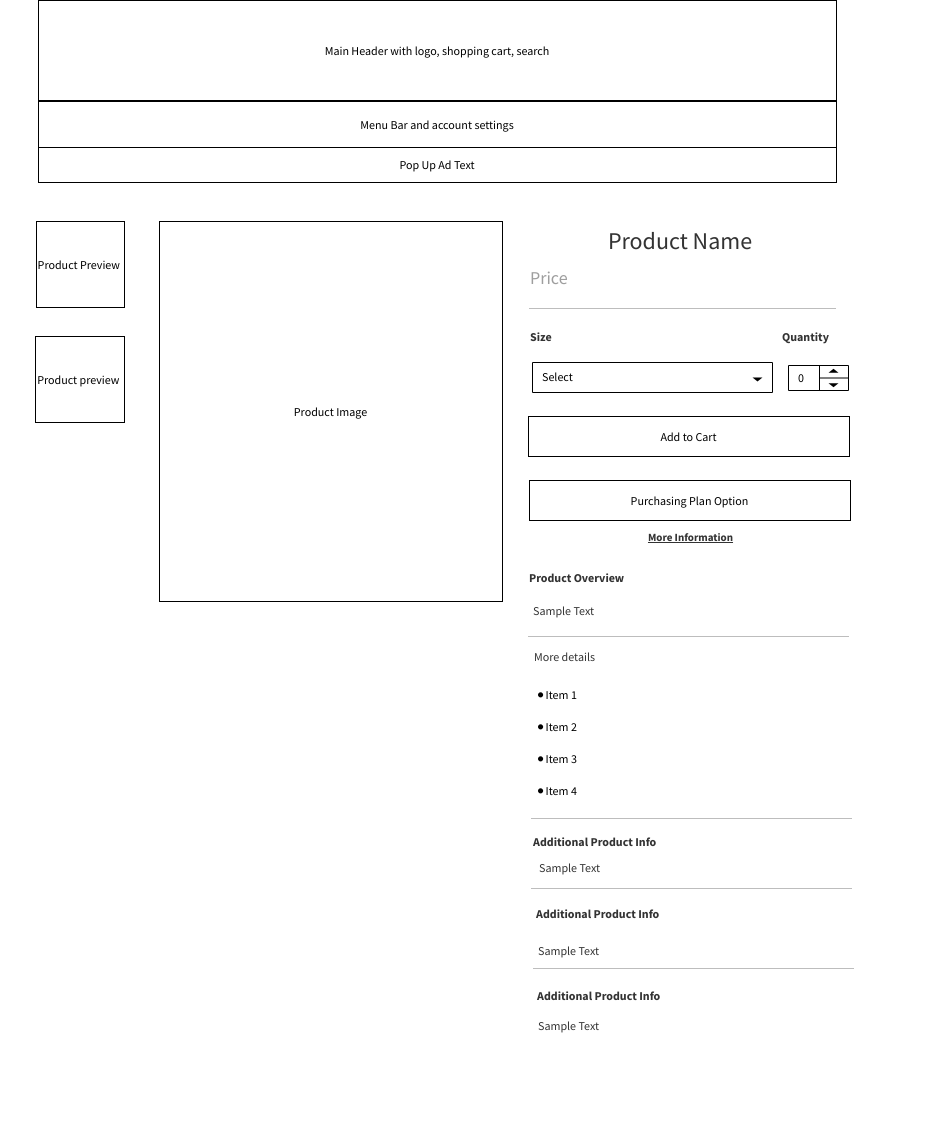 Main Header with logo, shopping cart, search
Menu Bar and account settings
Pop Up Ad Text
Product Preview
Product preview
Product Image
Product Name
Price
Size
Quantity
Select
0
Add to Cart
Purchasing Plan Option
More Information
Product Overview
Sample Text
More details
Item 1
Item 2
Item 3
Item 4
Additional Product Info
Sample Text
Additional Product Info
Sample Text
Additional Product Info
Sample Text